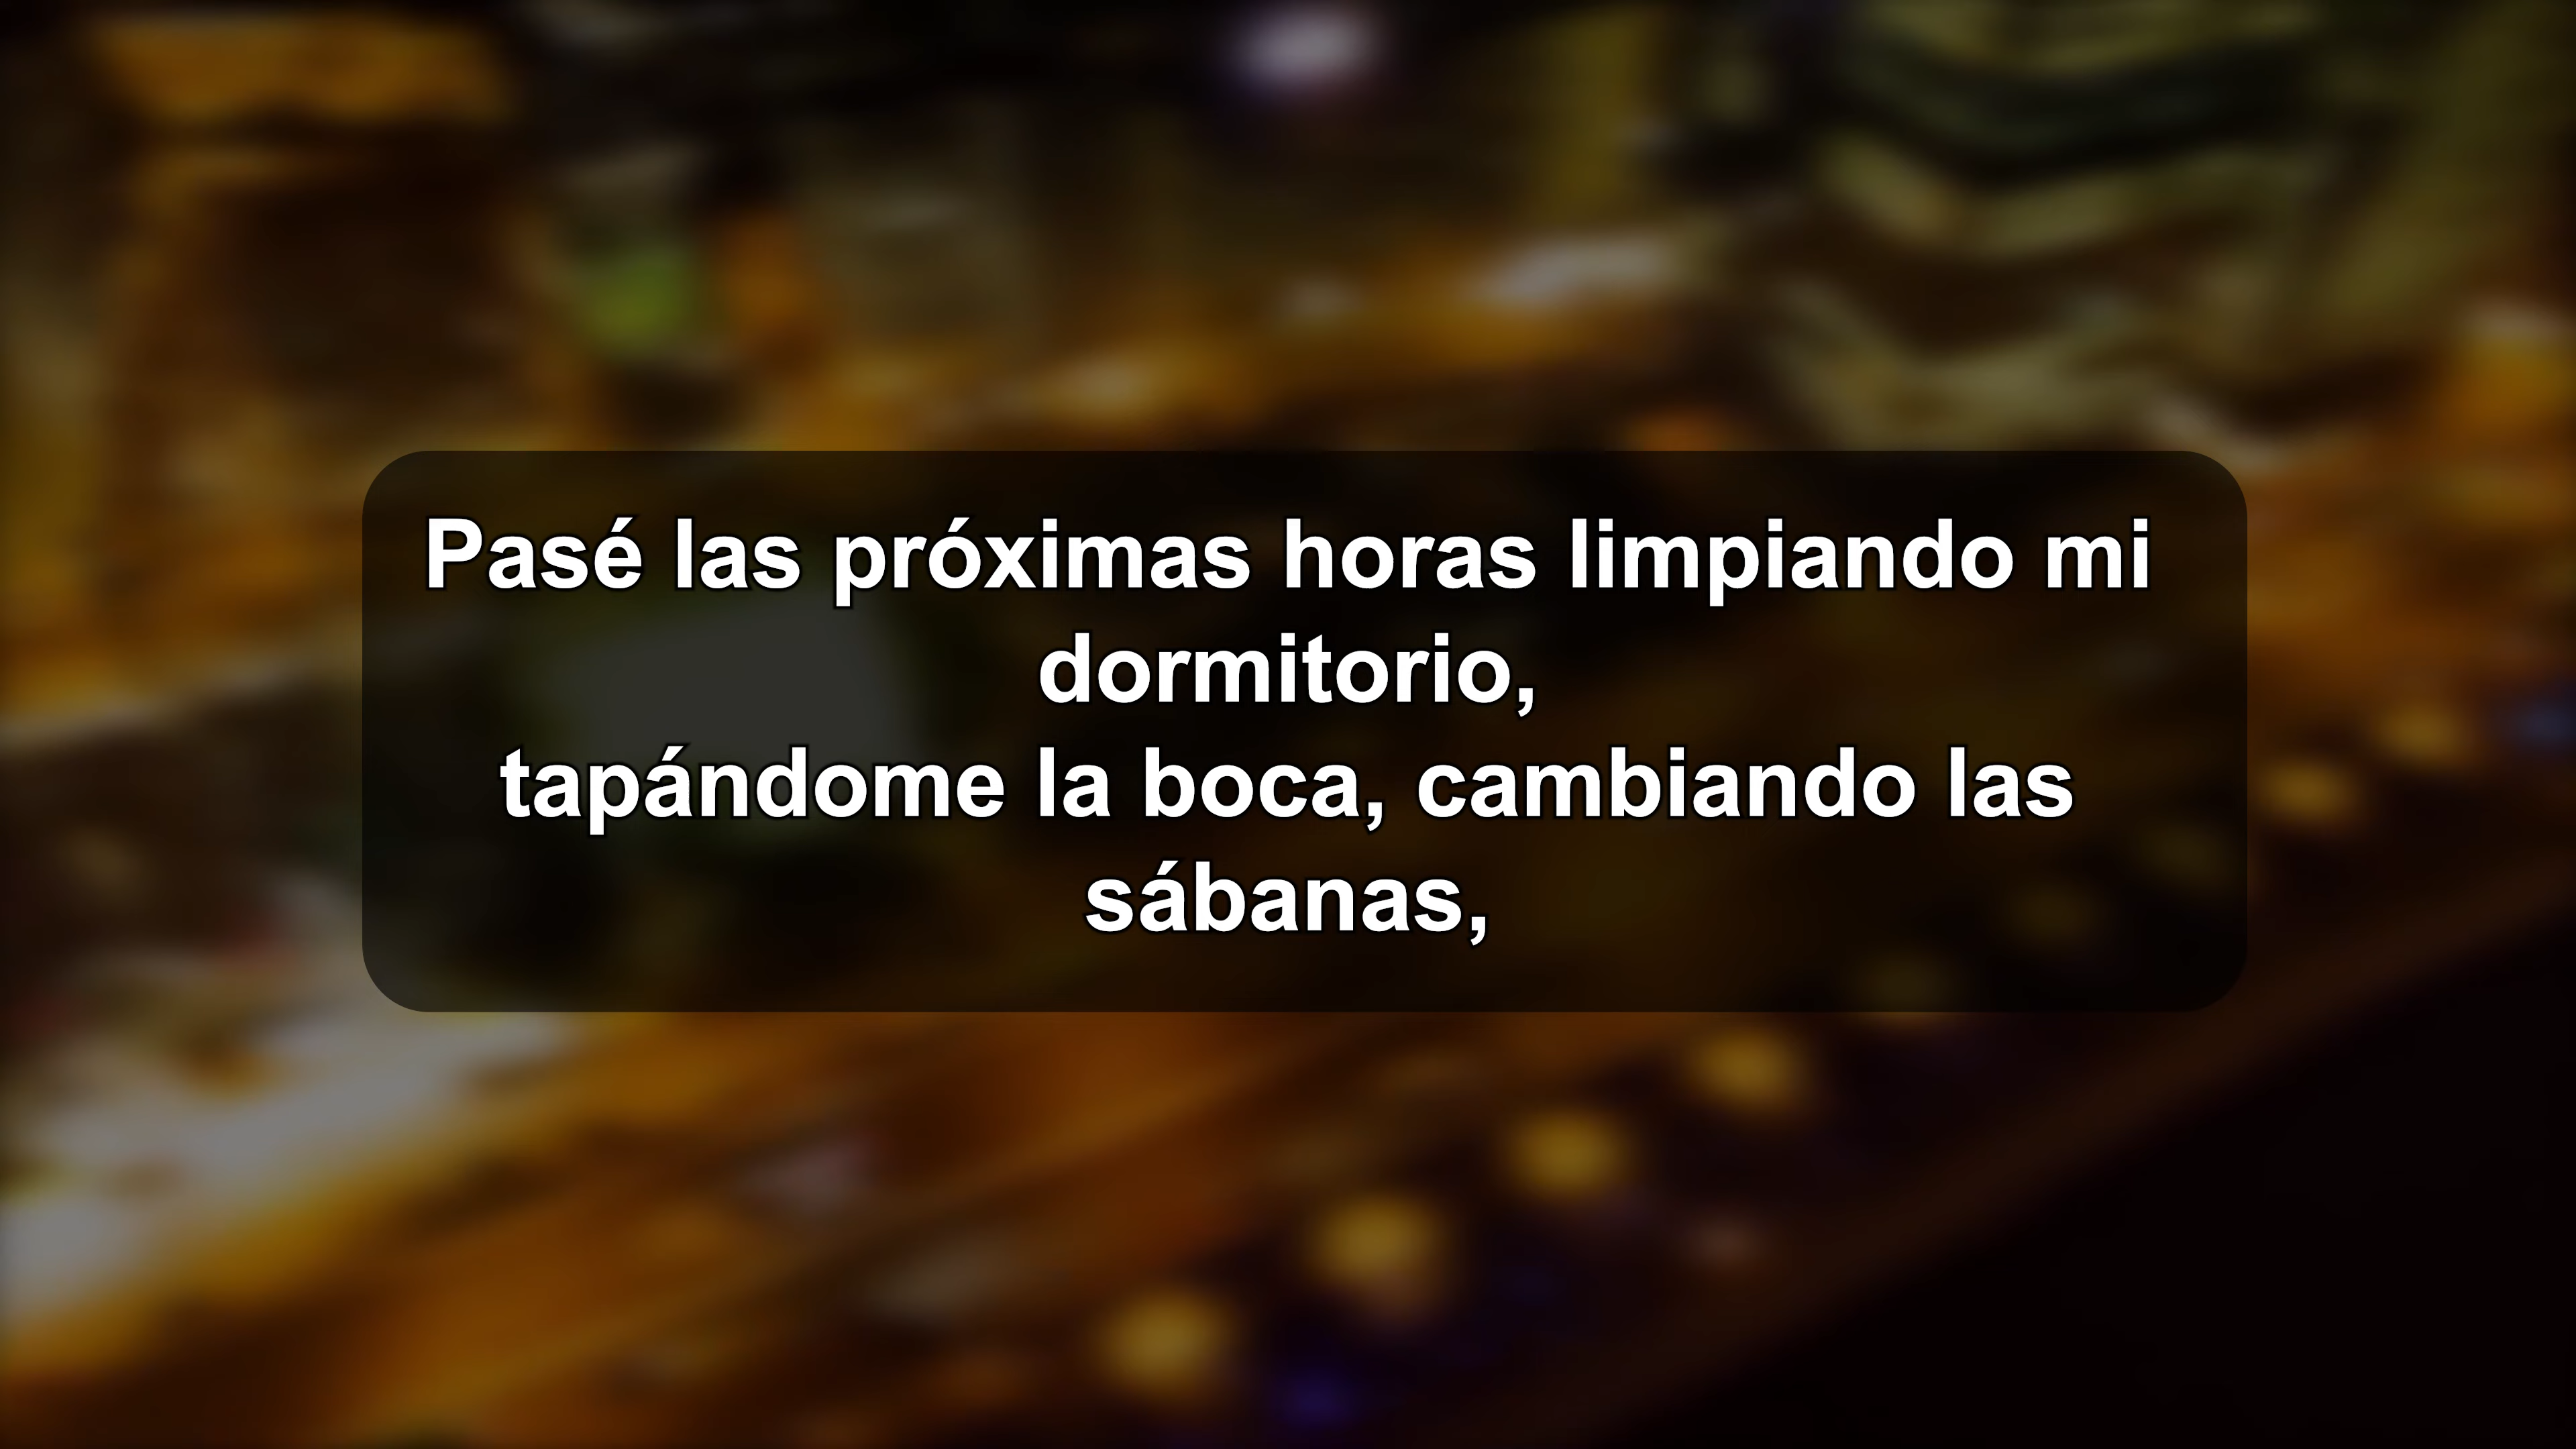 Pasé las próximas horas limpiando mi
dormitorio,
tapándome la boca, cambiando las
sábanas,